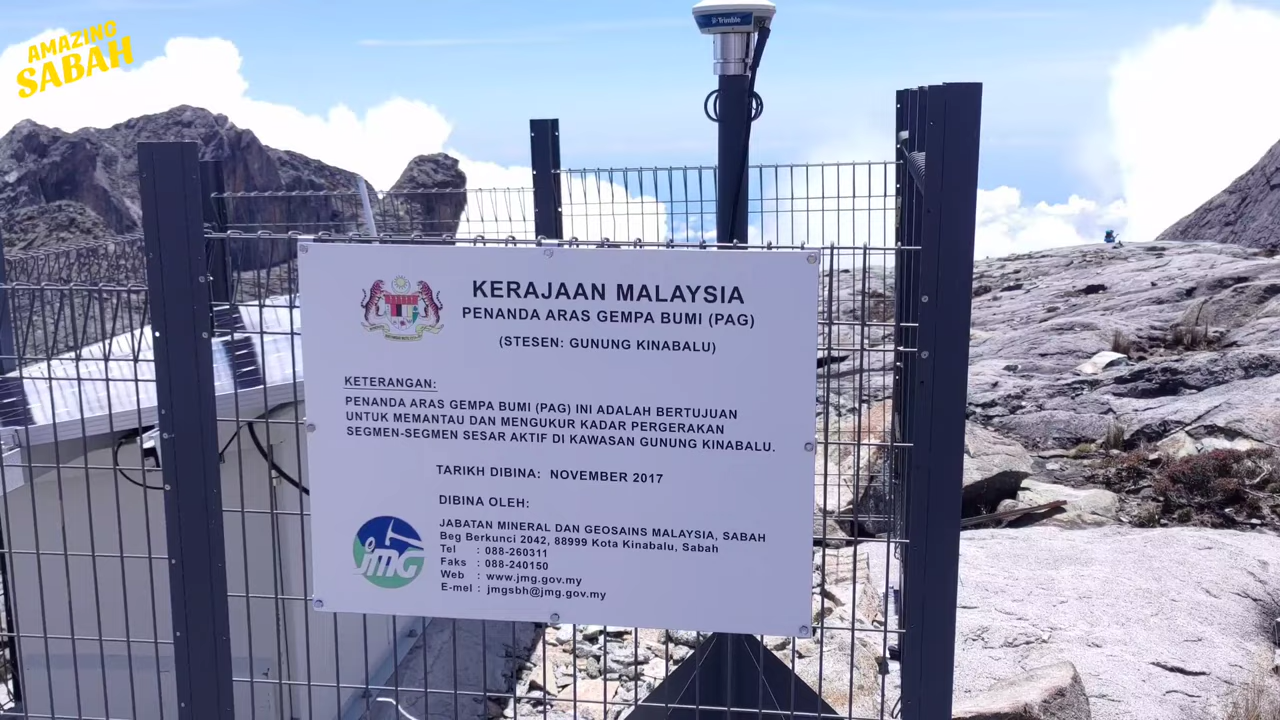 AMAZING
SABAH
Trimble
KERAJAAN MALAYSIA
PENANDA ARAS GEMPA BUMI (PAG)
(STESEN: GUNUNG KINABALU)
KETERANGAN:
PENANDA ARAS GEMPA BUMI (PAG) INI ADALAH BERTUJUAN
UNTUK MEMANTAU DAN MENGUKUR KADAR PERGERAKAN
SEGMEN-SEGMEN SESAR AKTIF DI KAWASAN GUNUNG KINABALU.
TARIKH DIBINA: NOVEMBER 2017
DIBINA OLEH:
JMG
JABATAN MINERAL DAN GEOSAINS MALAYSIA, SABAH
Beg Berkunci 2042, 88999 Kota Kinabalu, Sabah
Tel : 088-260311
Faks : 088-240150
Web : www.jmg.gov.my
E-mel : jmgsbh@jmg.gov.my